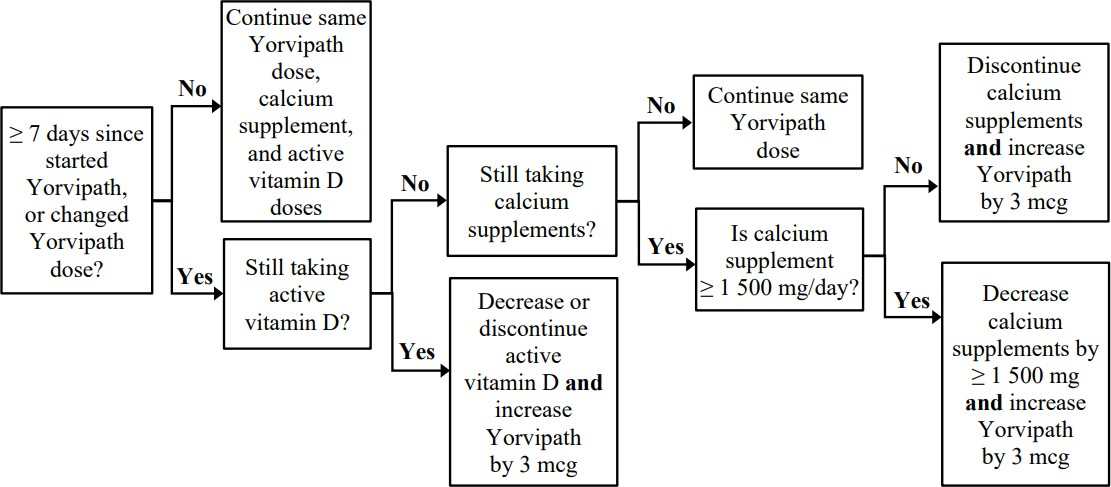 ≥ 7 days since
started
Yorvipath,
or changed
Yorvipath
dose?
No
Continue same
Yorvipath
dose,
calcium
supplement,
and active
vitamin D
doses
Yes
Still taking
active
vitamin D?
No
Still taking
calcium
supplements?
Yes
Decrease or
discontinue
active
vitamin D and
increase
Yorvipath
by 3 mcg
No
Continue same
Yorvipath
dose
Yes
Is calcium
supplement
≥ 1 500 mg/day?
No
Discontinue
calcium
supplements
and increase
Yorvipath
by 3 mcg
Yes
Decrease
calcium
supplements by
≥ 1 500 mg
and increase
Yorvipath
by 3 mcg